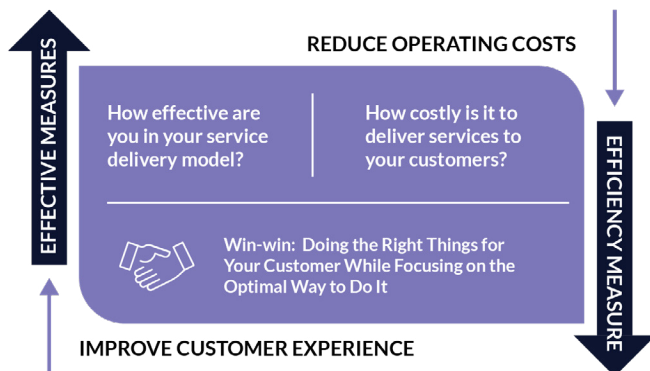 REDUCE OPERATING COSTS
EFFECTIVE MEASURES
How effective are
you in your service
delivery model?
How costly is it to
deliver services to
your customers?
EFFICIENCY MEASURE
Win-win: Doing the Right Things for
Your Customer While Focusing on the
Optimal Way to Do It
IMPROVE CUSTOMER EXPERIENCE